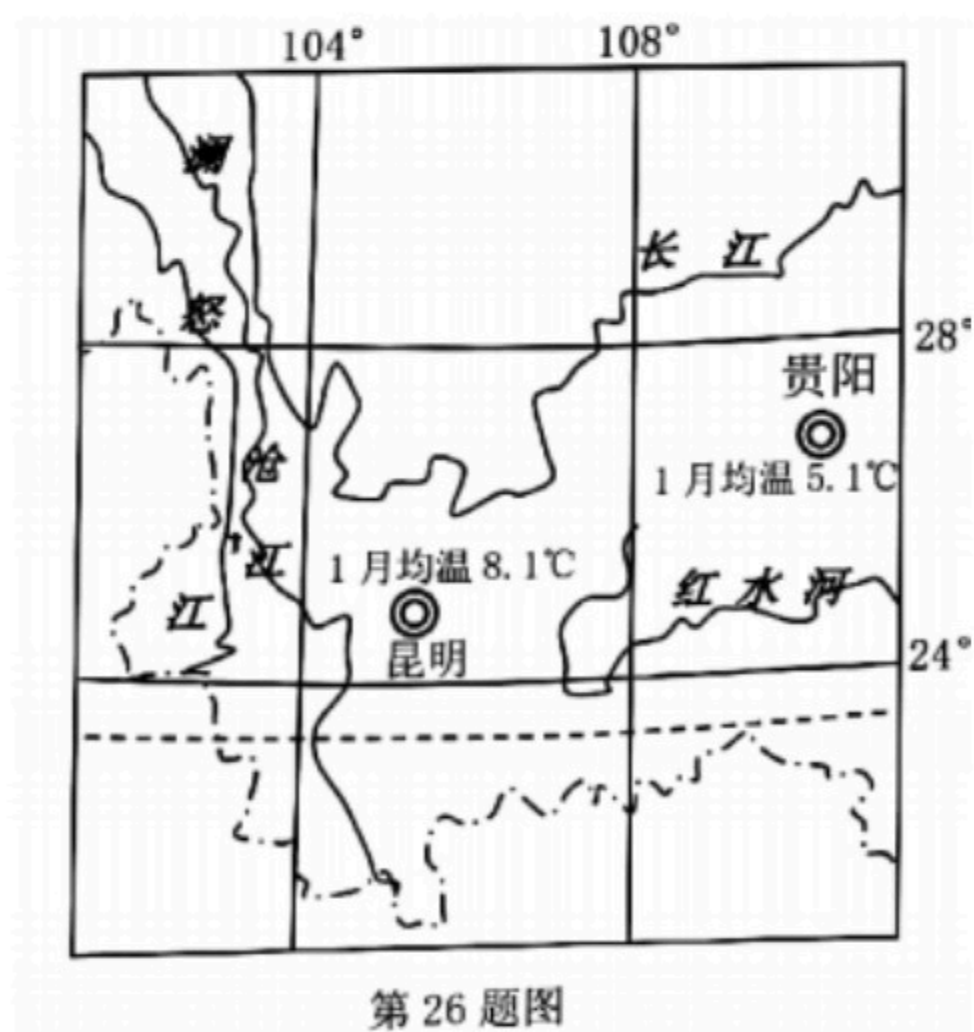 104° 108°
澜
长 江
怒
28°
贵阳
沧
1月均温 5.1℃
江
1月均温 8.1℃
江
红 水 河
昆明
24°
第 26 题图